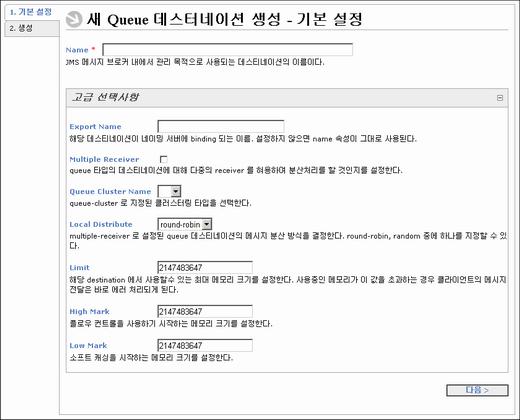 1. 기본 설정
2. 생성
새 Queue 데스터네이션 생성 - 기본 설정
Name *
JMS 메시지 브로커 내에서 관리 목적으로 사용되는 데스티네이션의 이름이다.
고급 선택사항
Export Name
해당 데스티네이션이 네이밍 서버에 binding 되는 이름. 설정하지 않으면 name 속성이 그대로 사용된다.
Multiple Receiver
queue 타입의 데스티네이션에 대해 다중의 receiver 를 허용하여 분산처리를 할 것인지를 설정한다.
Queue Cluster Name
queue-cluster 로 지정된 클러스터링 타입을 선택한다.
Local Distribute round-robin
multiple-receiver 로 설정된 queue 데스티네이션의 메시지 분산 방식을 결정한다. round-robin, random 중에 하나를 지정할 수 있
다.
Limit 2147483647
해당 destination 에서 사용할수 있는 최대 메모리 크기를 설정한다. 사용중인 메모리가 이 값을 초과하는 경우 클라이언트의 메시지
전달은 바로 에러 처리되게 된다.
High Mark 2147483647
플로우 컨트롤을 사용하기 시작하는 메모리 크기를 설정한다.
Low Mark 2147483647
소프트 캐싱을 시작하는 메모리 크기를 설정한다.
다음 >